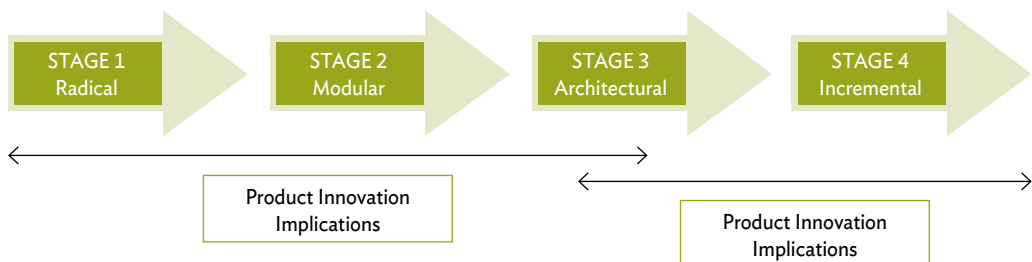 STAGE 1
Radical
STAGE 2
Modular
STAGE 3
Architectural
STAGE 4
Incremental
Product Innovation
Implications
Product Innovation
Implications